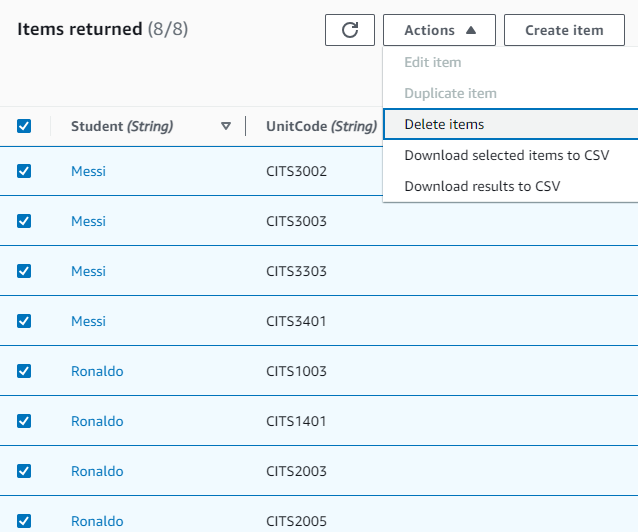 Items returned (8/8)
Actions
Create item
Edit item
Duplicate item
Delete items
Download selected items to CSV
Download results to CSV
Student (String) UnitCode (String)
Messi CITS3002
Messi CITS3003
Messi CITS3303
Messi CITS3401
Ronaldo CITS1003
Ronaldo CITS1401
Ronaldo CITS2003
Ronaldo CITS2005